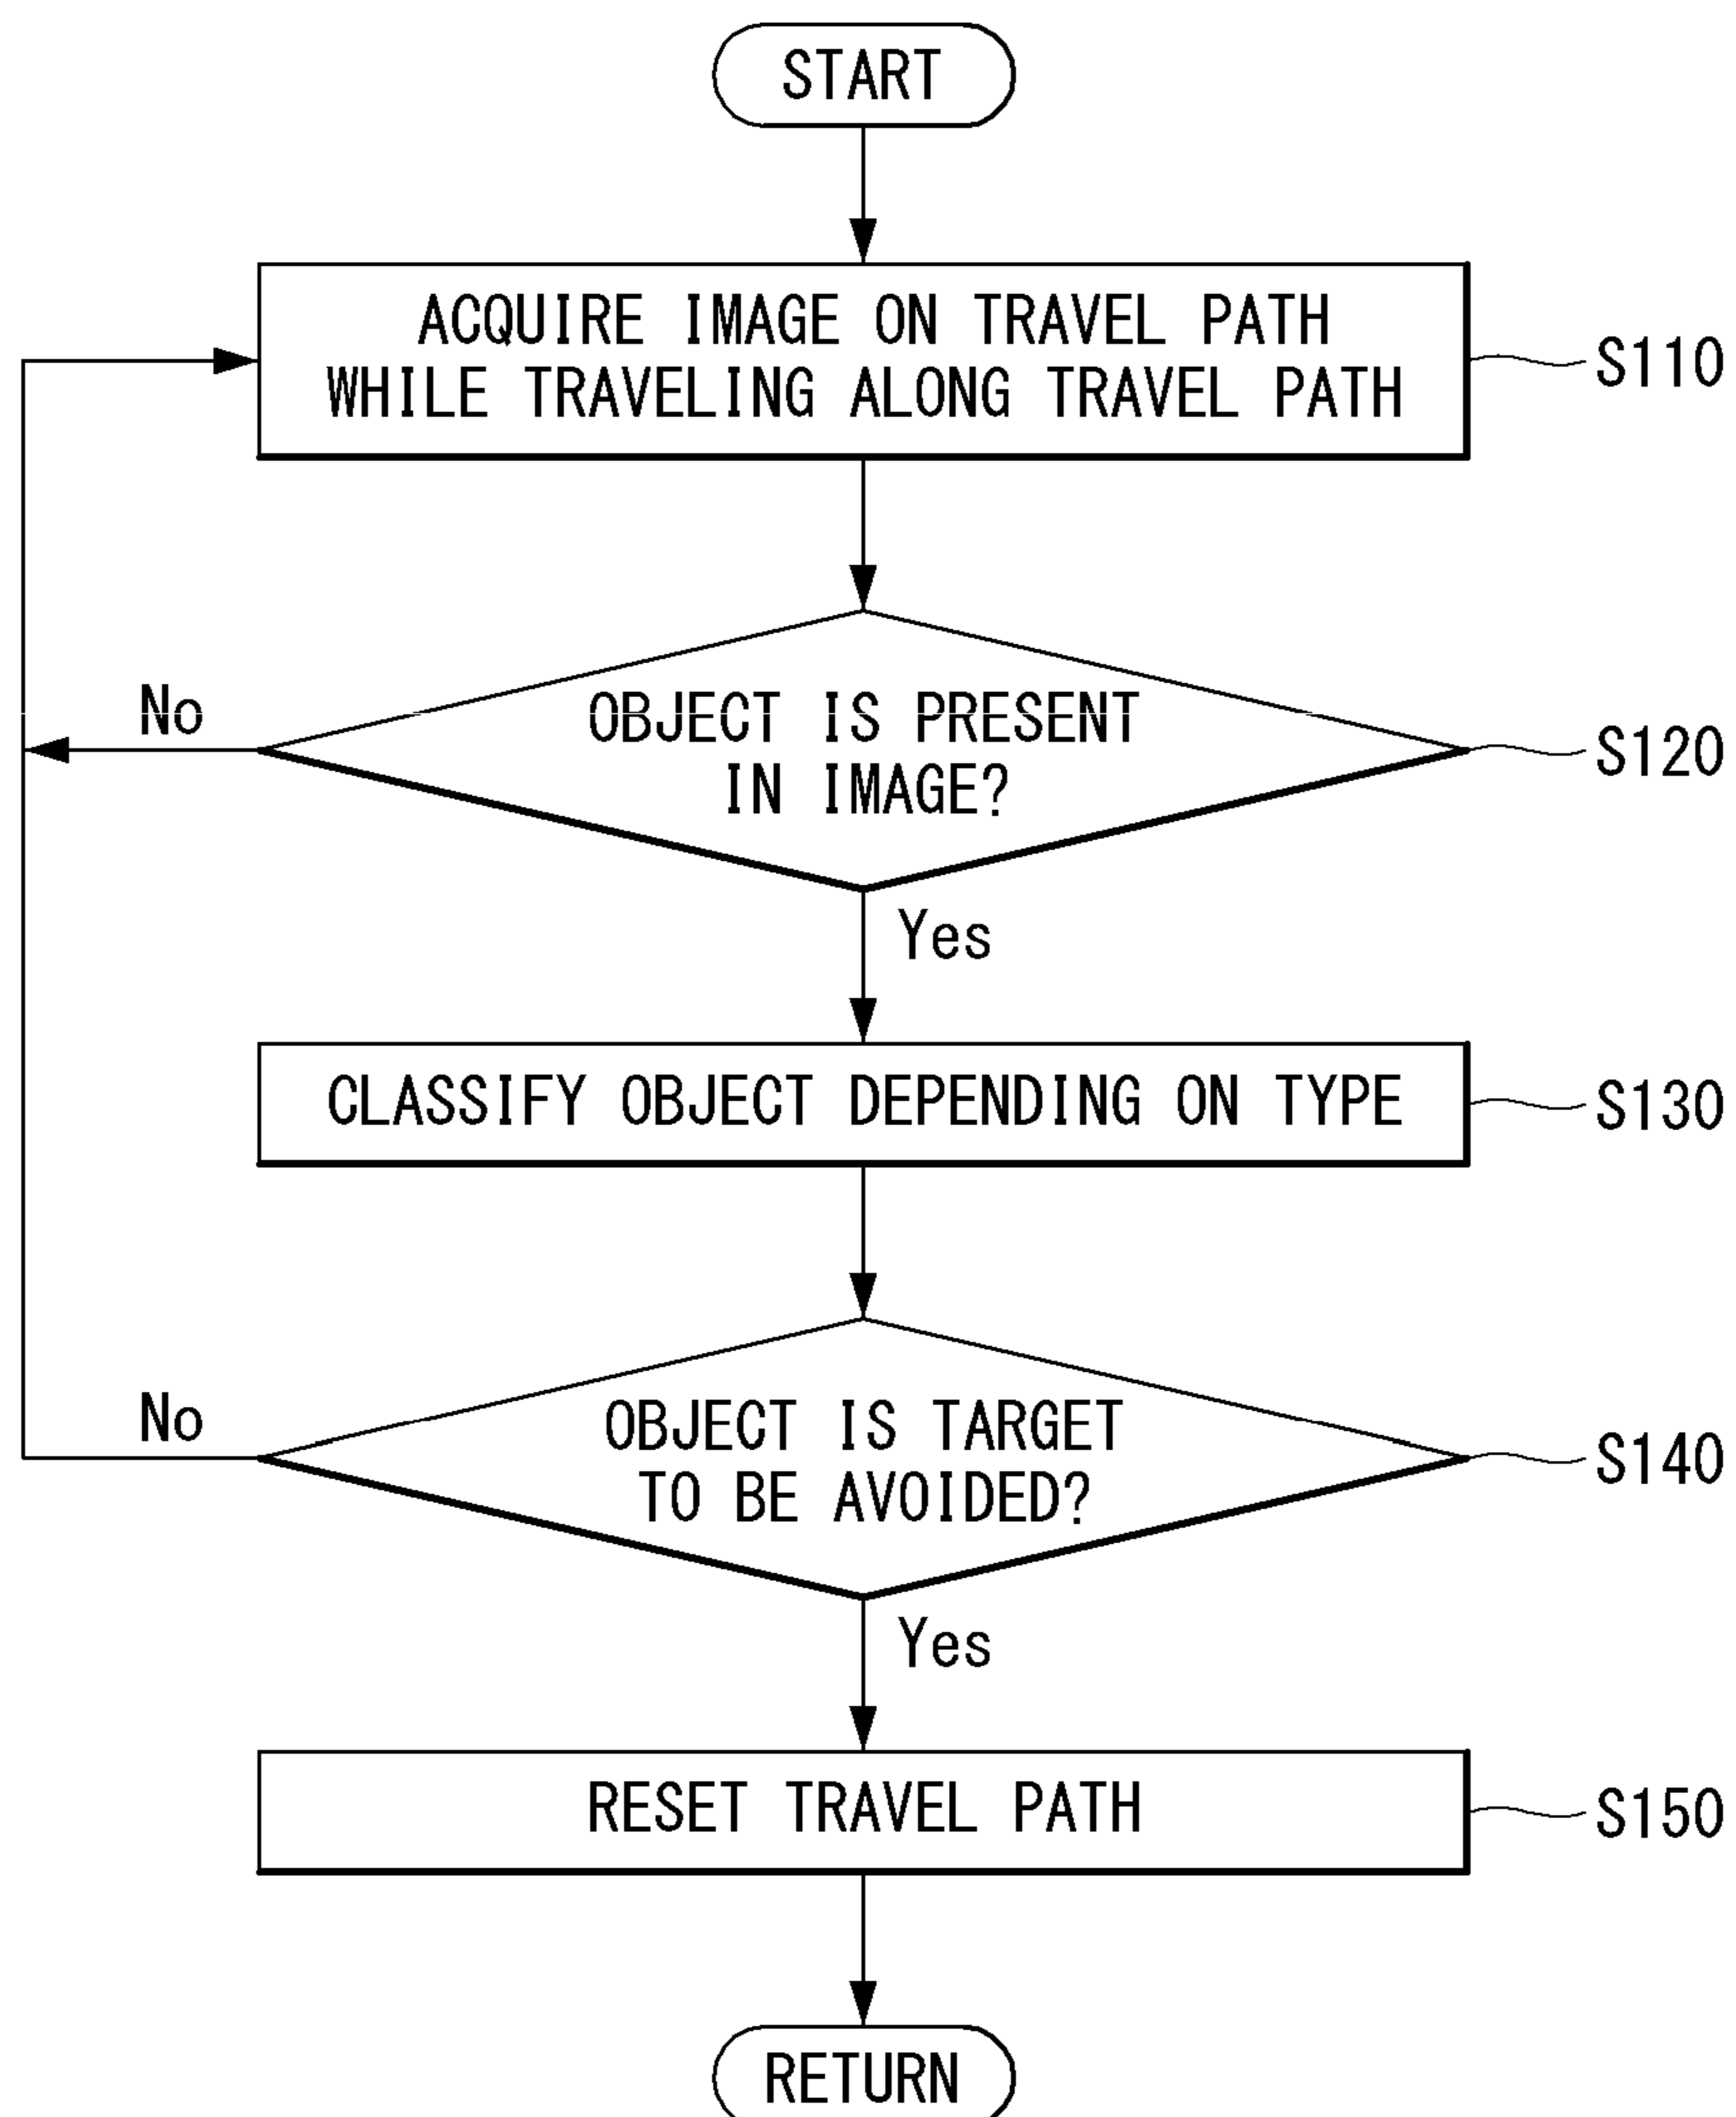 START
ACQUIRE IMAGE ON TRAVEL PATH
WHILE TRAVELING ALONG TRAVEL PATH
S110
No
OBJECT IS PRESENT
IN IMAGE?
S120
Yes
CLASSIFY OBJECT DEPENDING ON TYPE
S130
No
OBJECT IS TARGET
TO BE AVOIDED?
S140
Yes
RESET TRAVEL PATH
S150
RETURN